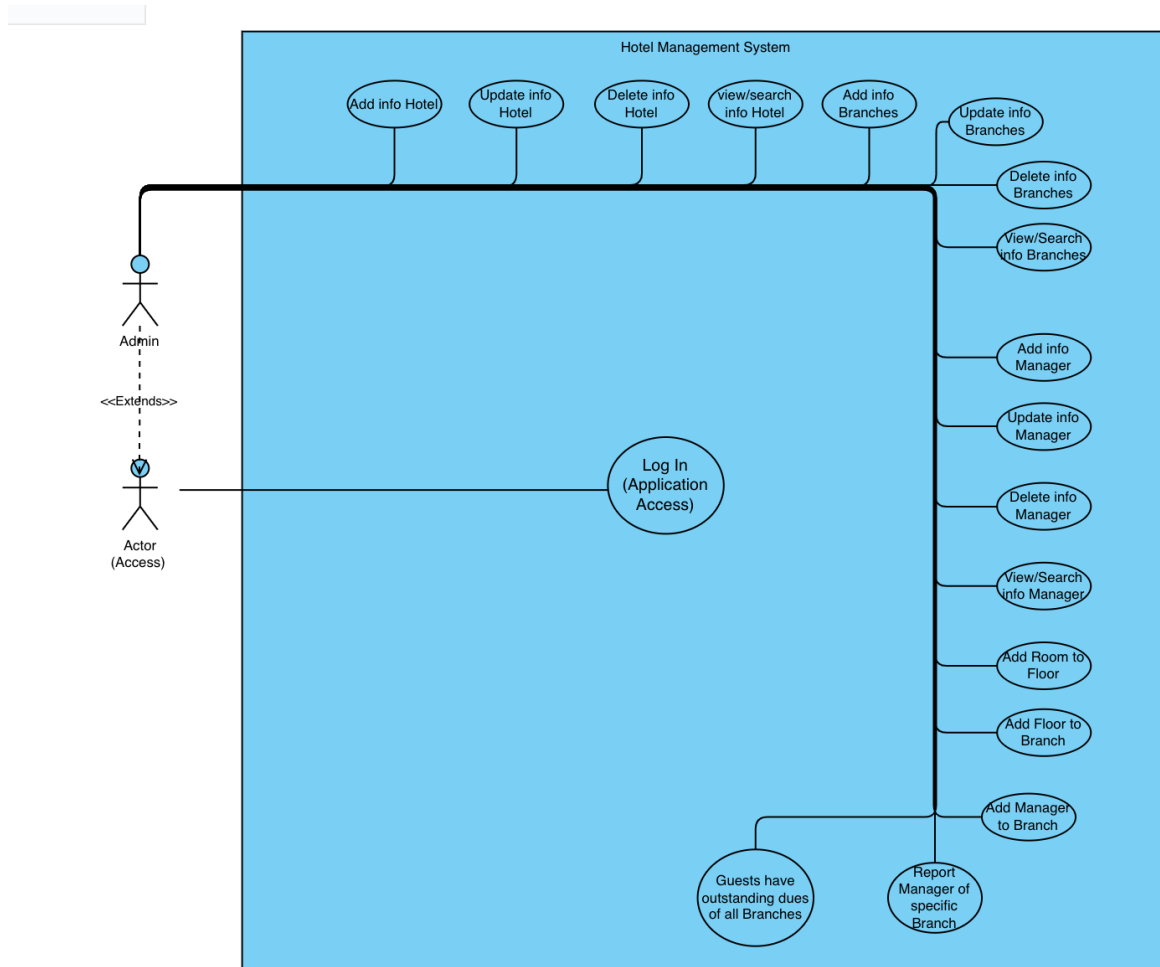 Hotel Management System
Add info Hotel
Update info
Hotel
Delete info
Hotel
view/search
info Hotel
Add info
Branches
Update info
Branches
Delete info
Branches
View/Search
info Branches
Admin
Add info
Manager
<<Extends>>
Update info
Manager
Log In
(Application
Access)
Delete info
Manager
Actor
(Access)
View/Search
info Manager
Add Room to
Floor
Add Floor to
Branch
Add Manager
to Branch
Guests have
outstanding dues
of all Branches
Report
Manager of
specific
Branch